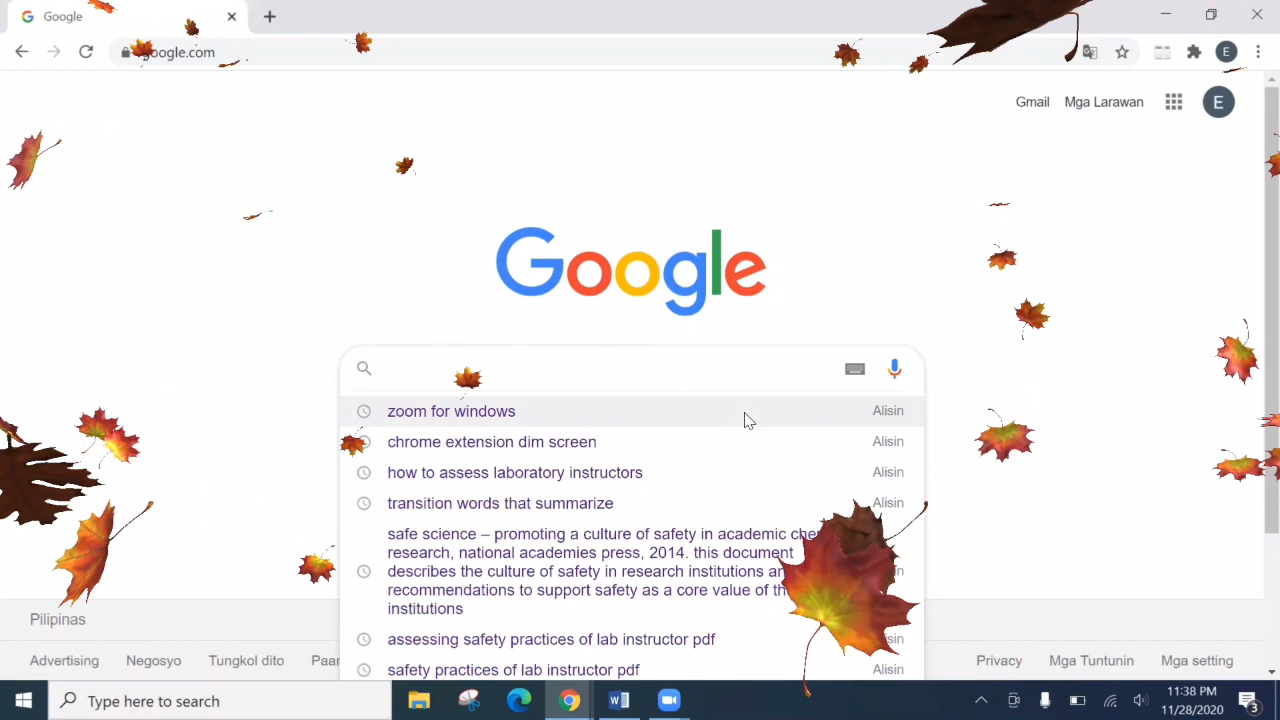 Google
google.com
E
Gmail
Mga Larawan
E
Google
zoom for windows
Alisin
chrome extension dim screen
Alisin
how to assess laboratory instructors
Alisin
transition words that summarize
Alisin
safe science – promoting a culture of safety in academic
research, national academies press, 2014. this document
describes the culture of safety in research institutions
recommendations to support safety as a core value of
institutions
assessing safety practices of lab instructor pdf
safety practices of lab instructor pdf
Alisin
Pilipinas
Advertising
Negosyo
Tungkol dito
Privacy
Mga Tuntunin
Mga setting
Type here to search
11:38 PM
11/28/2020
3